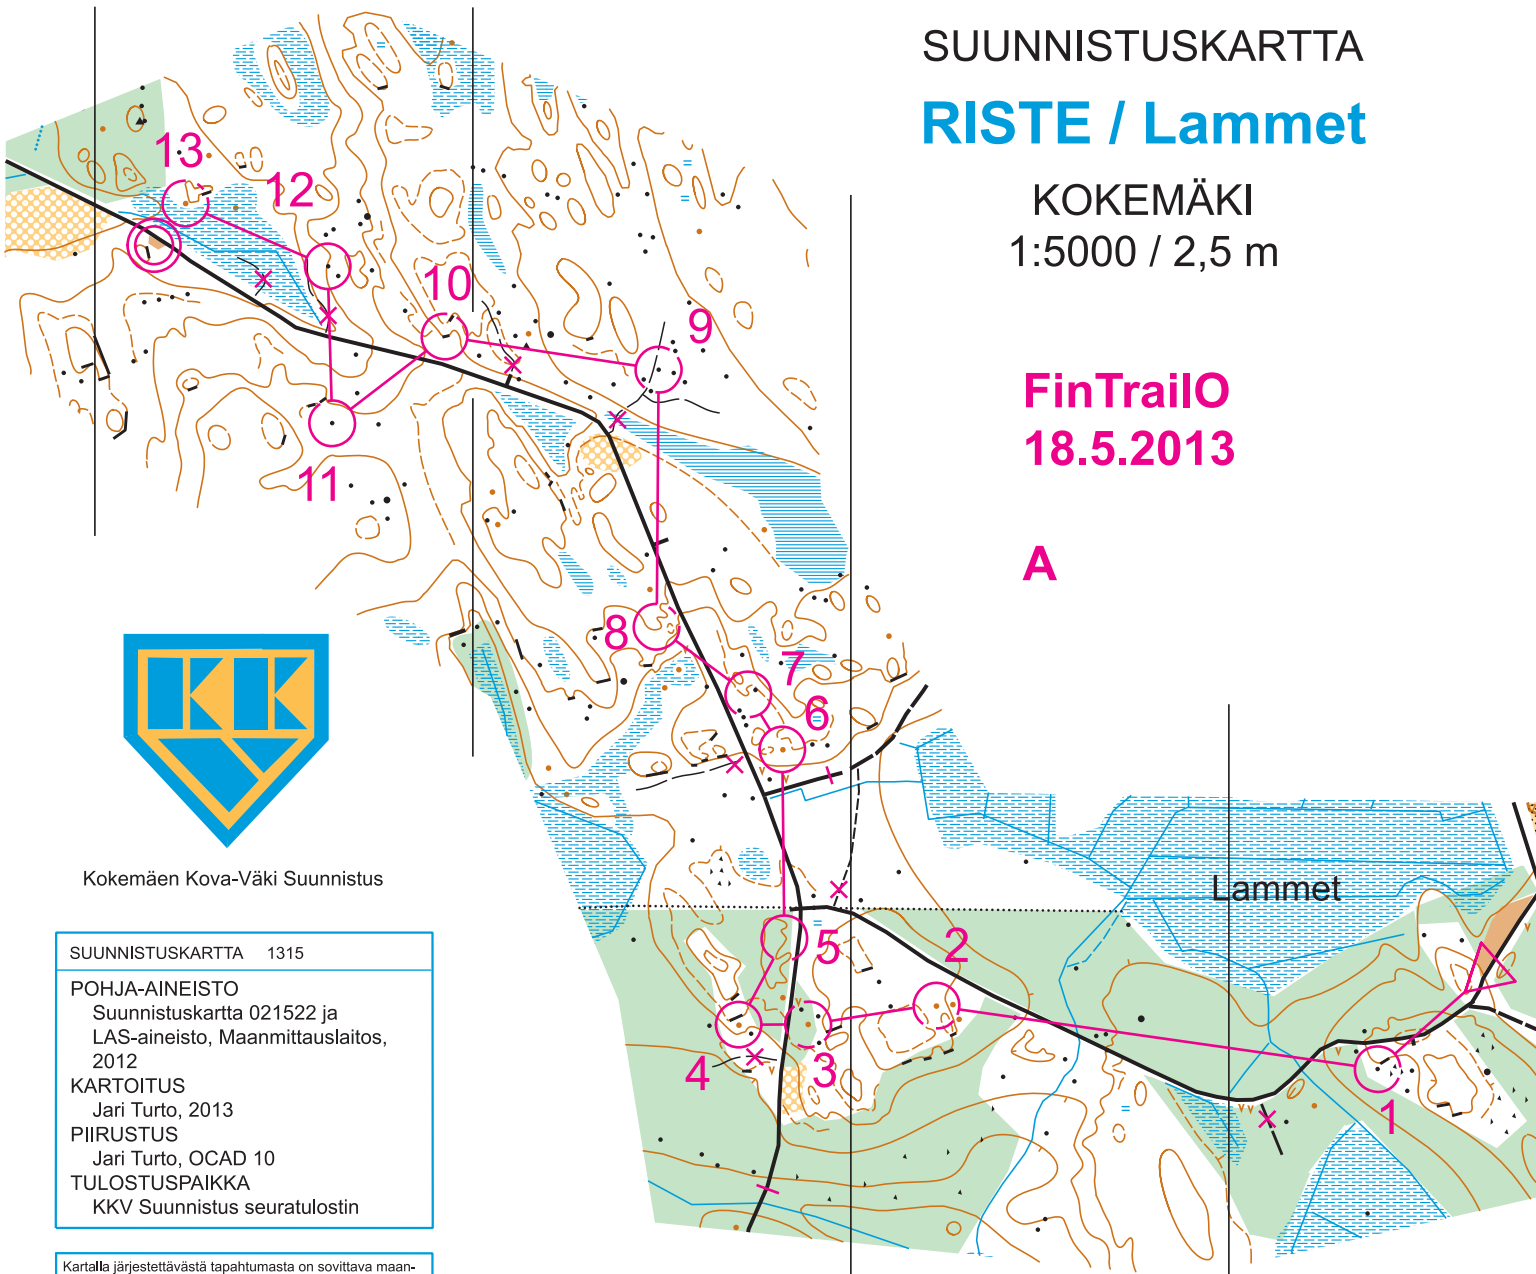 SUUNNISTUSKARTTA
RISTE / Lammet
KOKEMÄKI
1:5000 / 2,5 m
FinTrailO
18.5.2013
A
13
12
10
9
11
8
7
6
5
2
4
3
1
Lammet
KK
Kokemäen Kova-Väki Suunnistus
SUUNNISTUSKARTTA 1315
POHJA-AINEISTO
Suunnistuskartta 021522 ja
LAS-aineisto, Maanmittauslaitos,
2012
KARTOITUS
Jari Turto, 2013
PIIRUSTUS
Jari Turto, OCAD 10
TULOSTUSPAIKKA
KKV Suunnistus seuratulostin
Kartalla järjestettävästä tapahtumasta on sovittava maan-